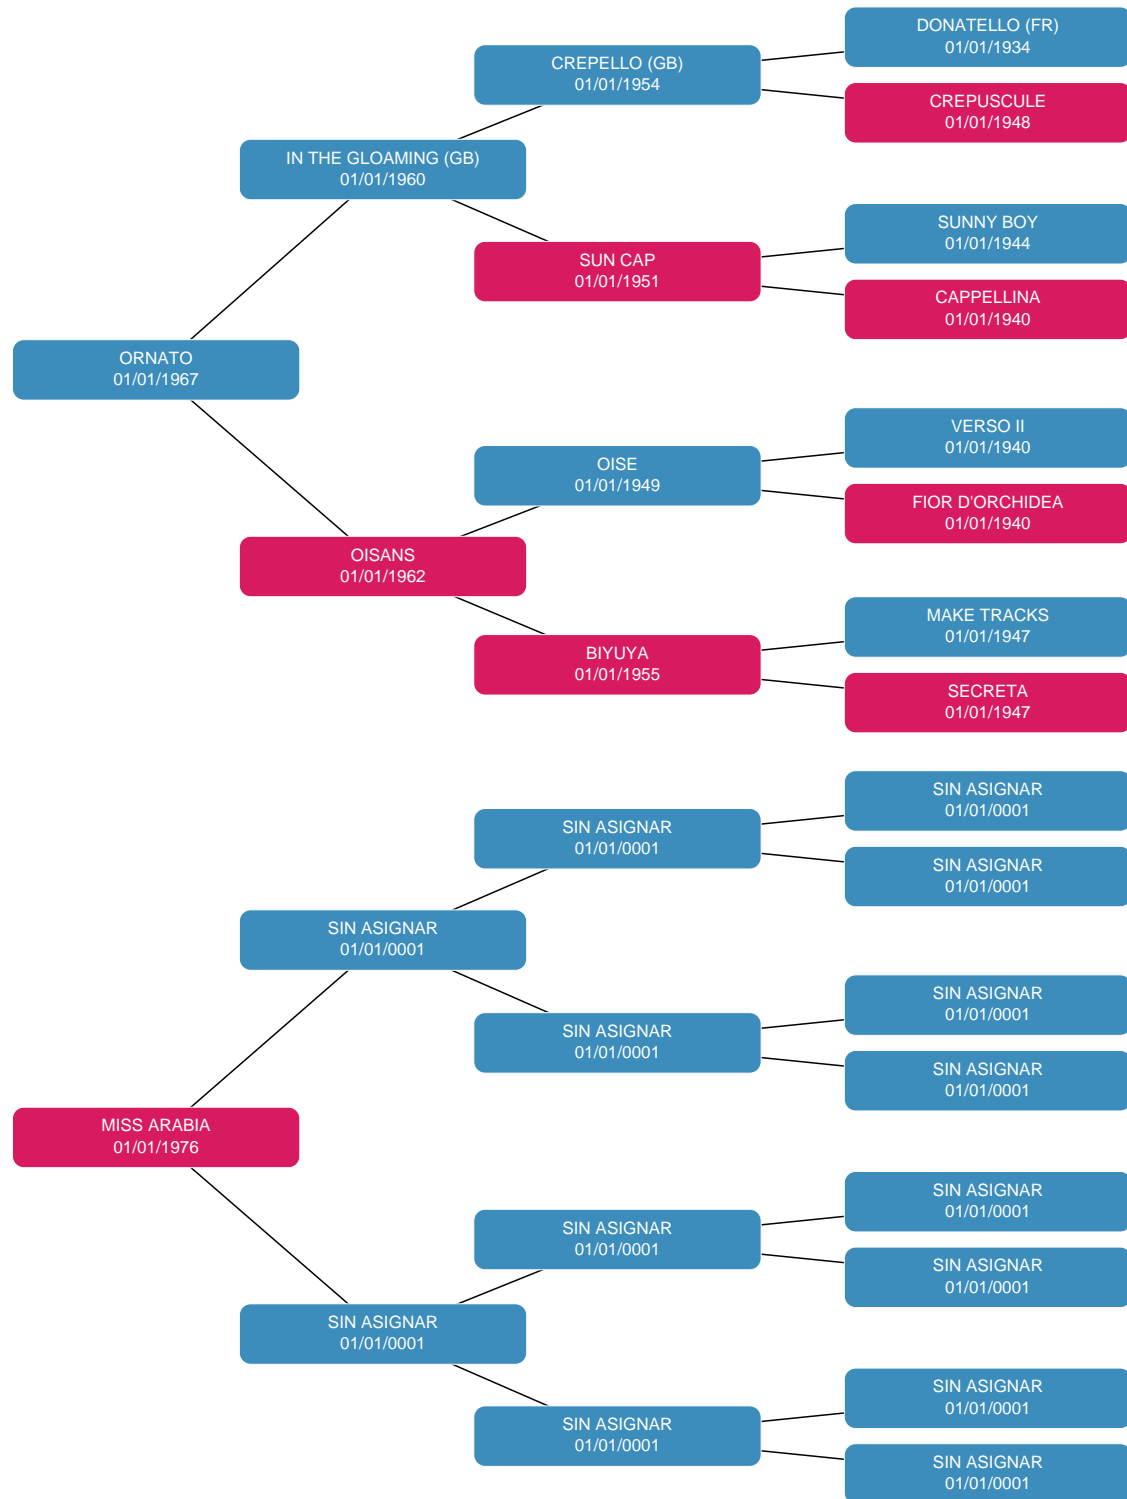 DONATELLO (FR)
01/01/1934
CREPELLO (GB)
01/01/1954
CREPUSCULE
01/01/1948
IN THE GLOAMING (GB)
01/01/1960
SUNNY BOY
01/01/1944
SUN CAP
01/01/1951
CAPPELLINA
01/01/1940
ORNATO
01/01/1967
VERSO II
01/01/1940
OISE
01/01/1949
FIOR D'ORCHIDEA
01/01/1940
OISANS
01/01/1962
MAKE TRACKS
01/01/1947
BIYUYA
01/01/1955
SECRETA
01/01/1947
SIN ASIGNAR
01/01/0001
SIN ASIGNAR
01/01/0001
SIN ASIGNAR
01/01/0001
SIN ASIGNAR
01/01/0001
SIN ASIGNAR
01/01/0001
SIN ASIGNAR
01/01/0001
SIN ASIGNAR
01/01/0001
MISS ARABIA
01/01/1976
SIN ASIGNAR
01/01/0001
SIN ASIGNAR
01/01/0001
SIN ASIGNAR
01/01/0001
SIN ASIGNAR
01/01/0001
SIN ASIGNAR
01/01/0001
SIN ASIGNAR
01/01/0001
SIN ASIGNAR
01/01/0001